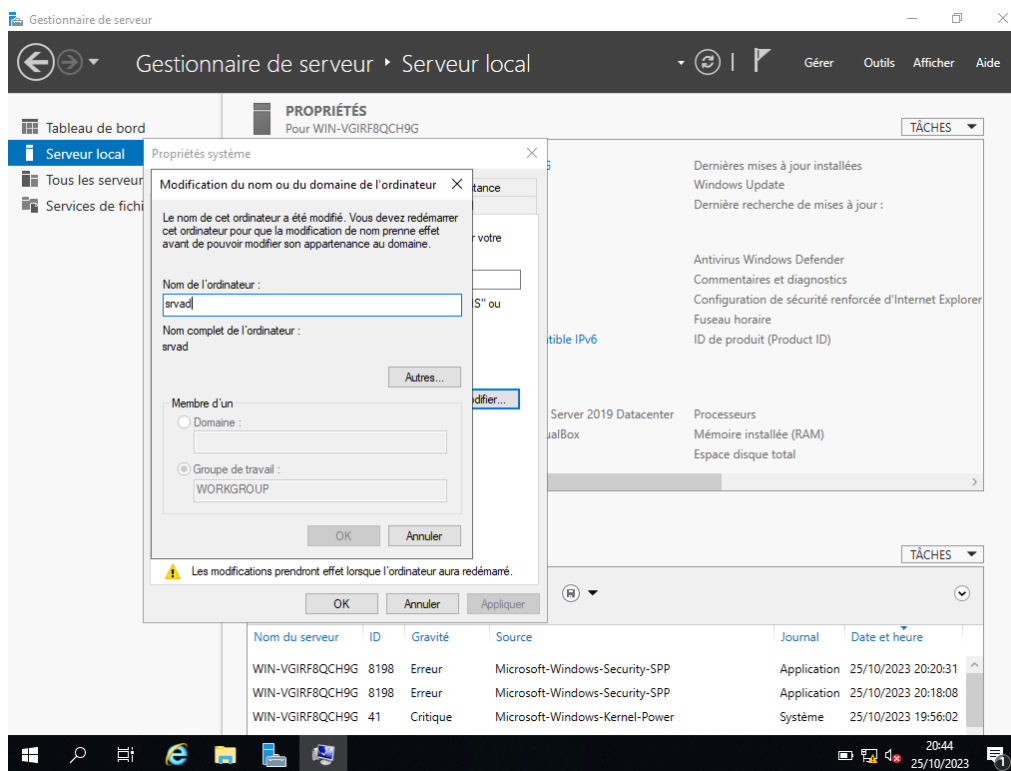 Gestionnaire de serveur
Gestionnaire de serveur • Serveur local
Gérer Outils Afficher Aide
Tableau de bord
Serveur local
Tous les serveur
Services de fichi
PROPRIÉTÉS
Pour WIN-VGIRF8QCH9G
TÂCHES
Propriétés système
Modification du nom ou du domaine de l'ordinateur
Le nom de cet ordinateur a été modifié. Vous devez redémarrer
cet ordinateur pour que la modification de nom prenne effet
avant de pouvoir modifier son appartenance au domaine.
Nom de l'ordinateur :
srvad
Nom complet de l'ordinateur :
srvad
Autres...
Membre d'un
Domaine :
Groupe de travail :
WORKGROUP
OK Annuler
tance
r votre
S" ou
odifier...
Les modifications prendront effet lorsque l'ordinateur aura redémarré.
OK Annuler Appliquer
tible IPv6
Server 2019 Datacenter
ualBox
Dernières mises à jour installées
Windows Update
Dernière recherche de mises à jour :
Antivirus Windows Defender
Commentaires et diagnostics
Configuration de sécurité renforcée d'Internet Explorer
Fuseau horaire
ID de produit (Product ID)
Processeurs
Mémoire installée (RAM)
Espace disque total
TÂCHES
Nom du serveur ID Gravité Source Journal Date et heure
WIN-VGIRF8QCH9G 8198 Erreur Microsoft-Windows-Security-SPP Application 25/10/2023 20:20:31
WIN-VGIRF8QCH9G 8198 Erreur Microsoft-Windows-Security-SPP Application 25/10/2023 20:18:08
WIN-VGIRF8QCH9G 41 Critique Microsoft-Windows-Kernel-Power Système 25/10/2023 19:56:02
20:44
25/10/2023
1